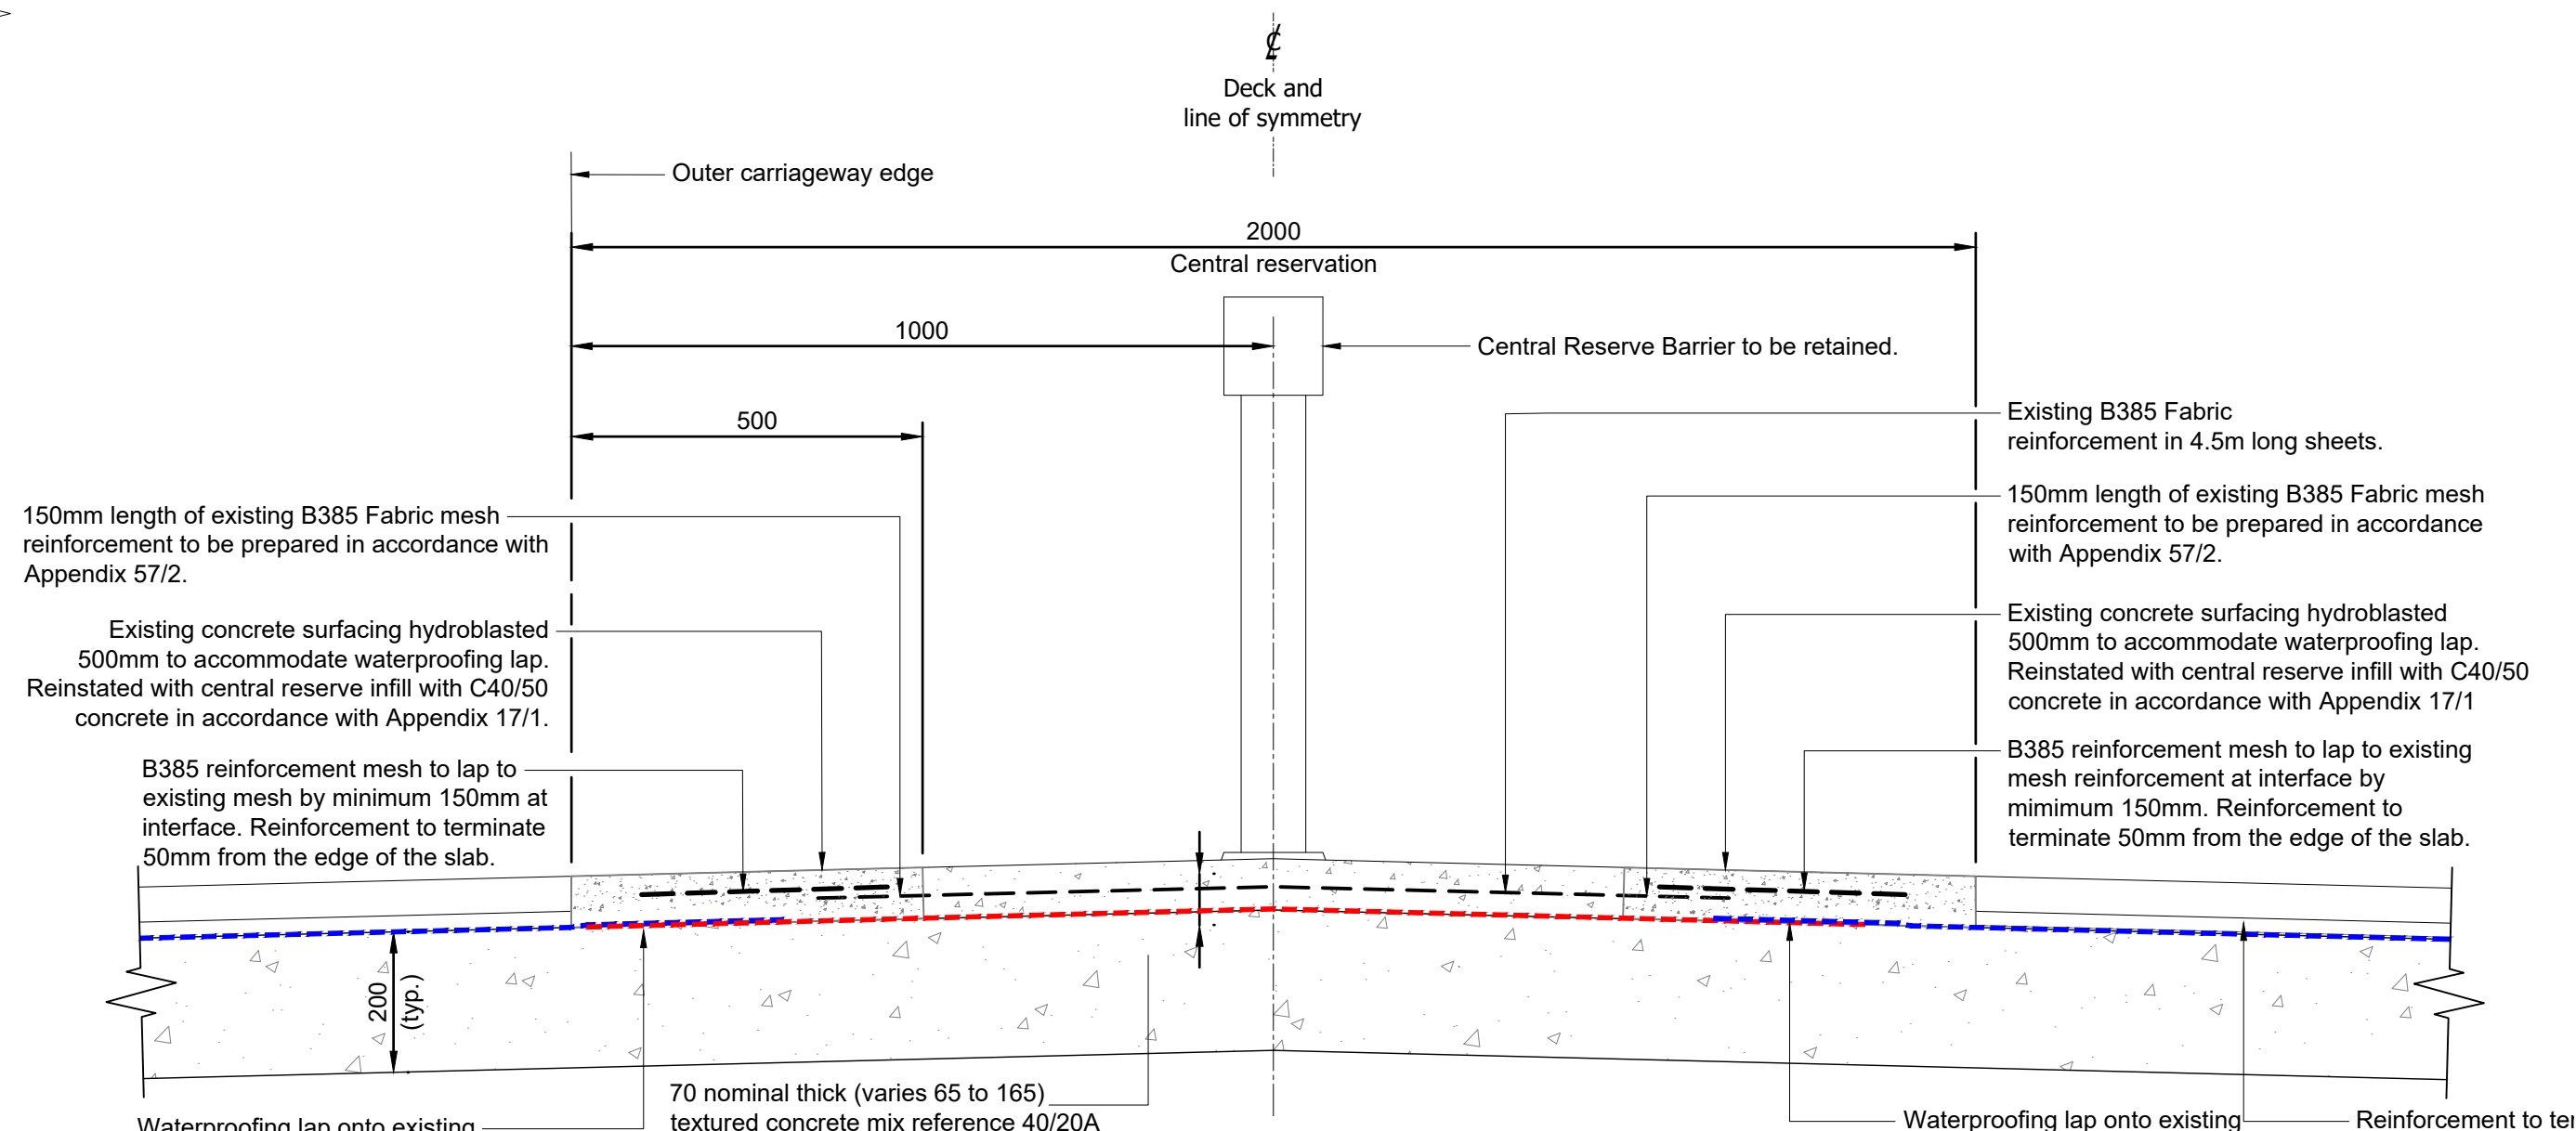 ℄
Deck and
line of symmetry
Outer carriageway edge
2000
Central reservation
1000
Central Reserve Barrier to be retained.
500
Existing B385 Fabric
reinforcement in 4.5m long sheets.
150mm length of existing B385 Fabric mesh
reinforcement to be prepared in accordance with
Appendix 57/2.
150mm length of existing B385 Fabric mesh
reinforcement to be prepared in accordance
with Appendix 57/2.
Existing concrete surfacing hydroblasted
500mm to accommodate waterproofing lap.
Reinstated with central reserve infill with C40/50
concrete in accordance with Appendix 17/1.
Existing concrete surfacing hydroblasted
500mm to accommodate waterproofing lap.
Reinstated with central reserve infill with C40/50
concrete in accordance with Appendix 17/1
B385 reinforcement mesh to lap to
existing mesh by minimum 150mm at
interface. Reinforcement to terminate
50mm from the edge of the slab.
B385 reinforcement mesh to lap to existing
mesh reinforcement at interface by
mimimum 150mm. Reinforcement to
terminate 50mm from the edge of the slab.
200
(typ.)
70 nominal thick (varies 65 to 165)
textured concrete mix reference 40/20A
Waterproofing lap onto existing
Waterproofing lap onto existing
Reinforcement to